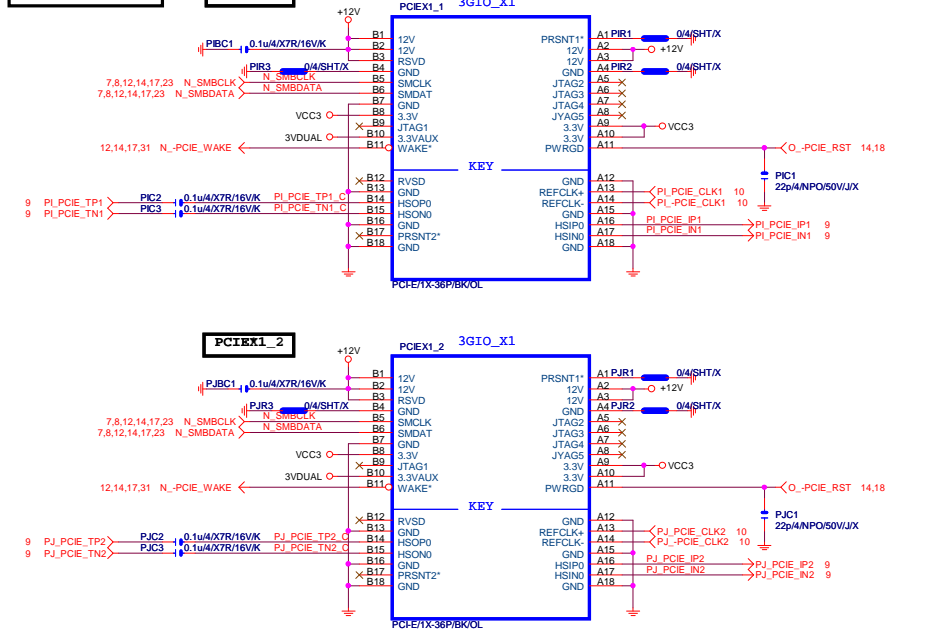 +12V
PCIEX1_1 3GIO_X1
PIBC1 0.1u/4/X7R/16V/K
B1 12V PRSNT1* A1 PIR1 0/4/SHT/X
B2 12V 12V A2 +12V
B3 RSVD 12V A3
PIR3 0/4/SHT/X B4 GND GND A4 PIR2 0/4/SHT/X
7,8,12,14,17,23 N_SMBCLK N_SMBCLK B5 SMCLK JTAG2 A5
7,8,12,14,17,23 N_SMBDATA N_SMBDATA B6 SMDAT JTAG3 A6
B7 GND JTAG4 A7
VCC3 B8 3.3V JYAG5 A8
B9 JTAG1 3.3V A9 VCC3
3VDUAL B10 3.3VAUX 3.3V A10
12,14,17,31 N_-PCIE_WAKE B11 WAKE* PWRGD A11 O_-PCIE_RST 14,18
KEY
PIC1
22p/4/NPO/50V/J/X
B12 RVSD GND A12
B13 GND REFCLK+ A13 PI_PCIE_CLK1 10
9 PI_PCIE_TP1 PIC2 0.1u/4/X7R/16V/K PI_PCIE_TP1_C B14 HSOP0 REFCLK- A14 PI_-PCIE_CLK1 10
9 PI_PCIE_TN1 PIC3 0.1u/4/X7R/16V/K PI_PCIE_TN1_C B15 HSON0 GND A15
B16 GND HSIP0 A16 PI_PCIE_IP1 PI_PCIE_IP1 9
B17 PRSNT2* HSIN0 A17 PI_PCIE_IN1 PI_PCIE_IN1 9
B18 GND GND A18
PCI-E/1X-36P/BK/OL
PCIEX1_2
+12V
PCIEX1_2 3GIO_X1
PJBC1 0.1u/4/X7R/16V/K
B1 12V PRSNT1* A1 PJR1 0/4/SHT/X
B2 12V 12V A2 +12V
B3 RSVD 12V A3
PJR3 0/4/SHT/X B4 GND GND A4 PJR2 0/4/SHT/X
7,8,12,14,17,23 N_SMBCLK N_SMBCLK B5 SMCLK JTAG2 A5
7,8,12,14,17,23 N_SMBDATA N_SMBDATA B6 SMDAT JTAG3 A6
B7 GND JTAG4 A7
VCC3 B8 3.3V JYAG5 A8
B9 JTAG1 3.3V A9 VCC3
3VDUAL B10 3.3VAUX 3.3V A10
12,14,17,31 N_-PCIE_WAKE B11 WAKE* PWRGD A11 O_-PCIE_RST 14,18
KEY
PJC1
22p/4/NPO/50V/J/X
B12 RVSD GND A12
B13 GND REFCLK+ A13 PJ_PCIE_CLK2 10
9 PJ_PCIE_TP2 PJC2 0.1u/4/X7R/16V/K PJ_PCIE_TP2_C B14 HSOP0 REFCLK- A14 PJ_-PCIE_CLK2 10
9 PJ_PCIE_TN2 PJC3 0.1u/4/X7R/16V/K PJ_PCIE_TN2_C B15 HSON0 GND A15
B16 GND HSIP0 A16 PJ_PCIE_IP2 PJ_PCIE_IP2 9
B17 PRSNT2* HSIN0 A17 PJ_PCIE_IN2 PJ_PCIE_IN2 9
B18 GND GND A18
PCI-E/1X-36P/BK/OL